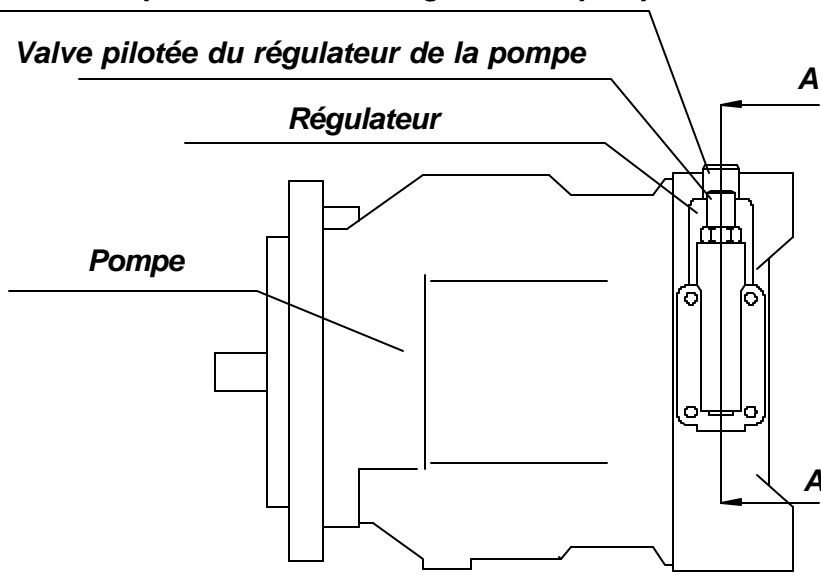 Valve pilotée du régulateur de la pompe
A
Régulateur
Pompe
A